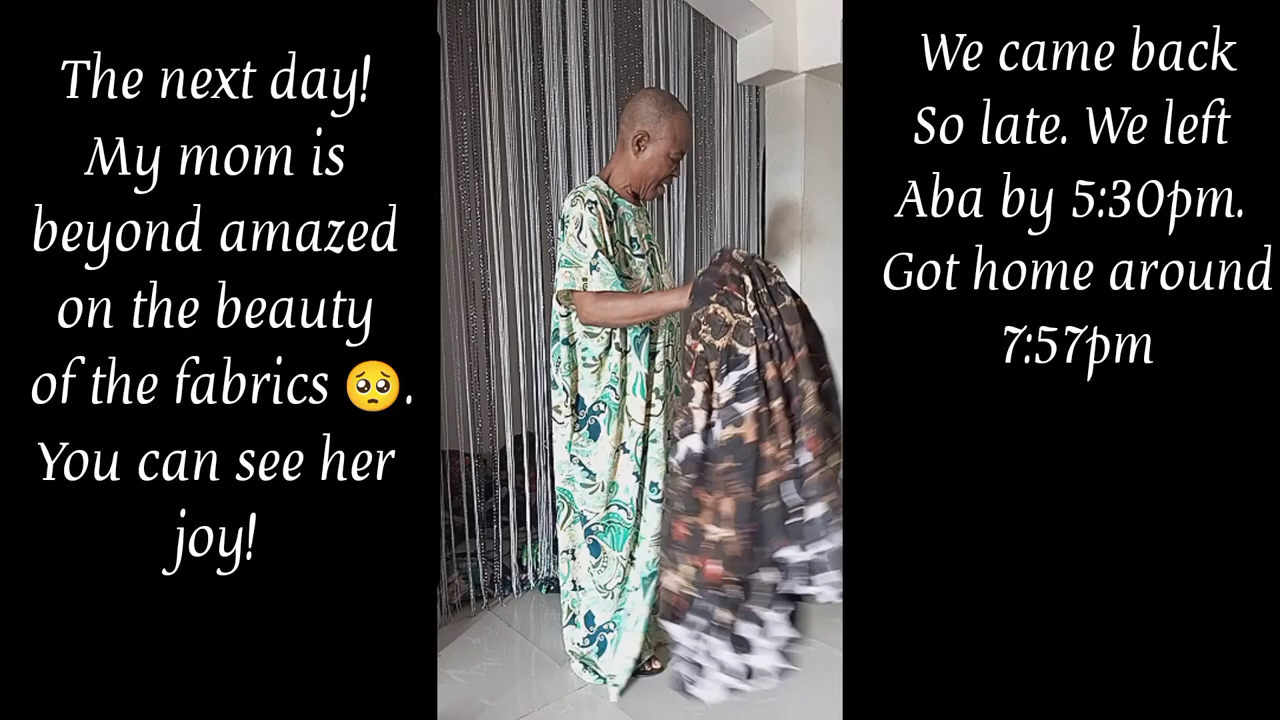 The next day!
My mom is
beyond amazed
on the beauty
of the fabrics 🥺.
You can see her
joy!
We came back
So late. We left
Aba by 5:30pm.
Got home around
7:57pm